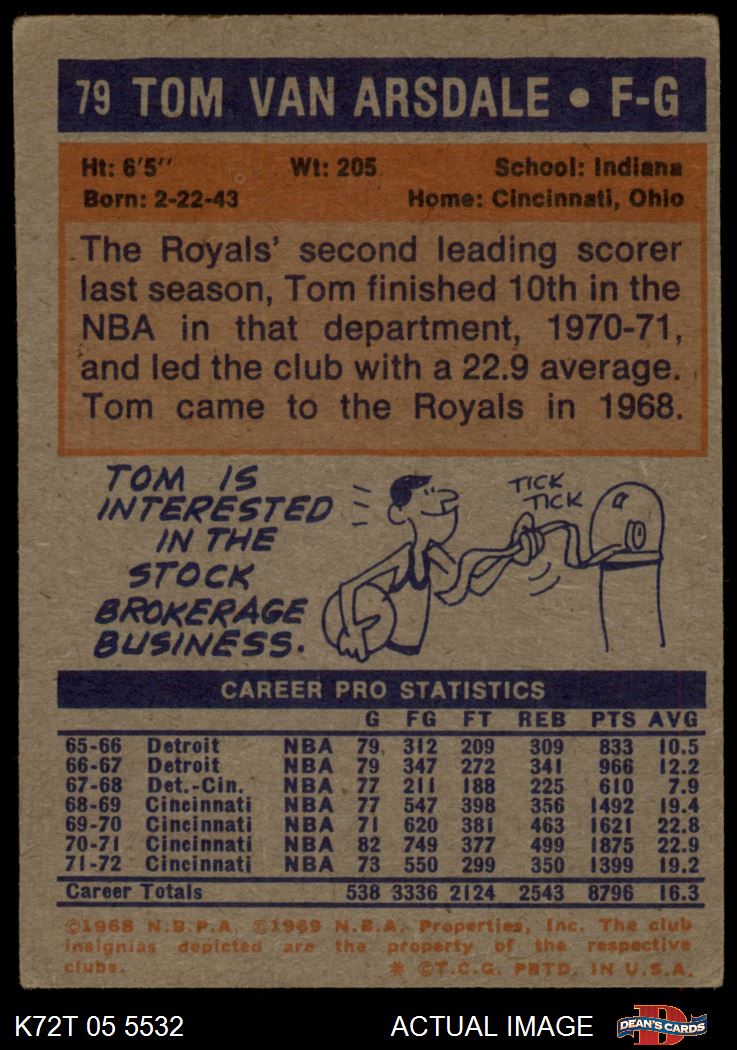 79 TOM VAN ARSDALE • F-G
Ht: 6'5" Wt: 205 School: Indiana
Born: 2-22-43 Home: Cincinnati, Ohio
The Royals' second leading scorer
last season, Tom finished 10th in the
NBA in that department, 1970-71,
and led the club with a 22.9 average.
Tom came to the Royals in 1968.
TOM IS
INTERESTED
IN THE
STOCK
BROKERAGE
BUSINESS.
TICK
TICK
CAREER PRO STATISTICS
G FG FT REB PTS AVG
65-66 Detroit NBA 79 312 209 309 833 10.5
66-67 Detroit NBA 79 347 272 341 966 12.2
67-68 Det.-Cin. NBA 77 211 188 225 610 7.9
68-69 Cincinnati NBA 77 547 398 356 1492 19.4
69-70 Cincinnati NBA 71 620 381 463 1621 22.8
70-71 Cincinnati NBA 82 749 377 499 1875 22.9
71-72 Cincinnati NBA 73 550 299 350 1399 19.2
Career Totals 538 3336 2124 2543 8796 16.3
©1968 N.B.P.A. ©1969 N.B.A. Properties, Inc. The club
insignias depicted are the property of the respective
clubs. * ©T.C.G. PRTD. IN U.S.A.
K72T 05 5532 ACTUAL IMAGE D DEAN'S CARDS